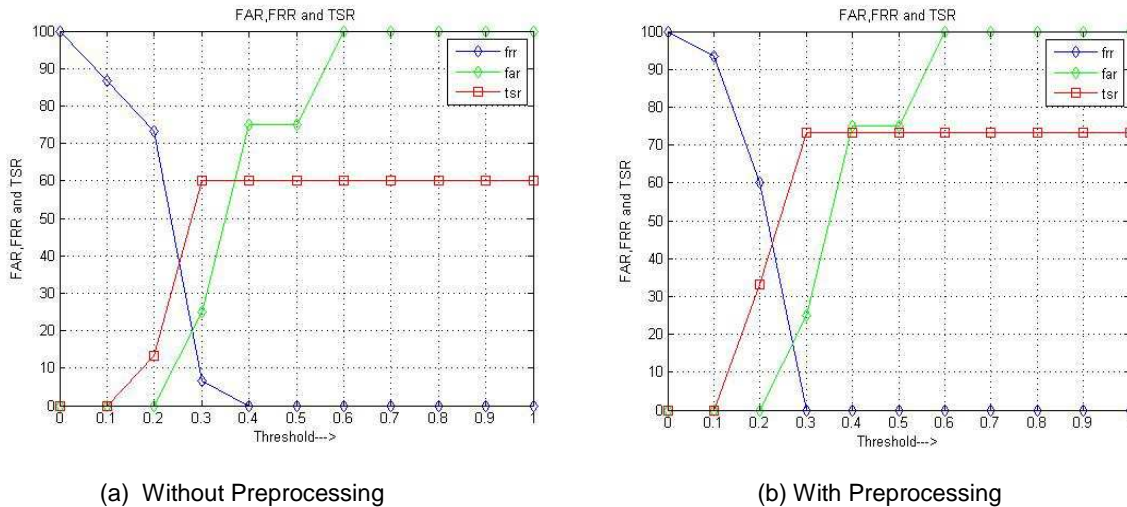 FAR,FRR and TSR
100
90
80
70
60
50
40
30
20
10
0
FAR,FRR and TSR
frr
far
tsr
0 0.1 0.2 0.3 0.4 0.5 0.6 0.7 0.8 0.9 1
Threshold--->
(a) Without Preprocessing
FAR,FRR and TSR
100
90
80
70
60
50
40
30
20
10
0
FAR,FRR and TSR
frr
far
tsr
0 0.1 0.2 0.3 0.4 0.5 0.6 0.7 0.8 0.9 1
Threshold--->
(b) With Preprocessing